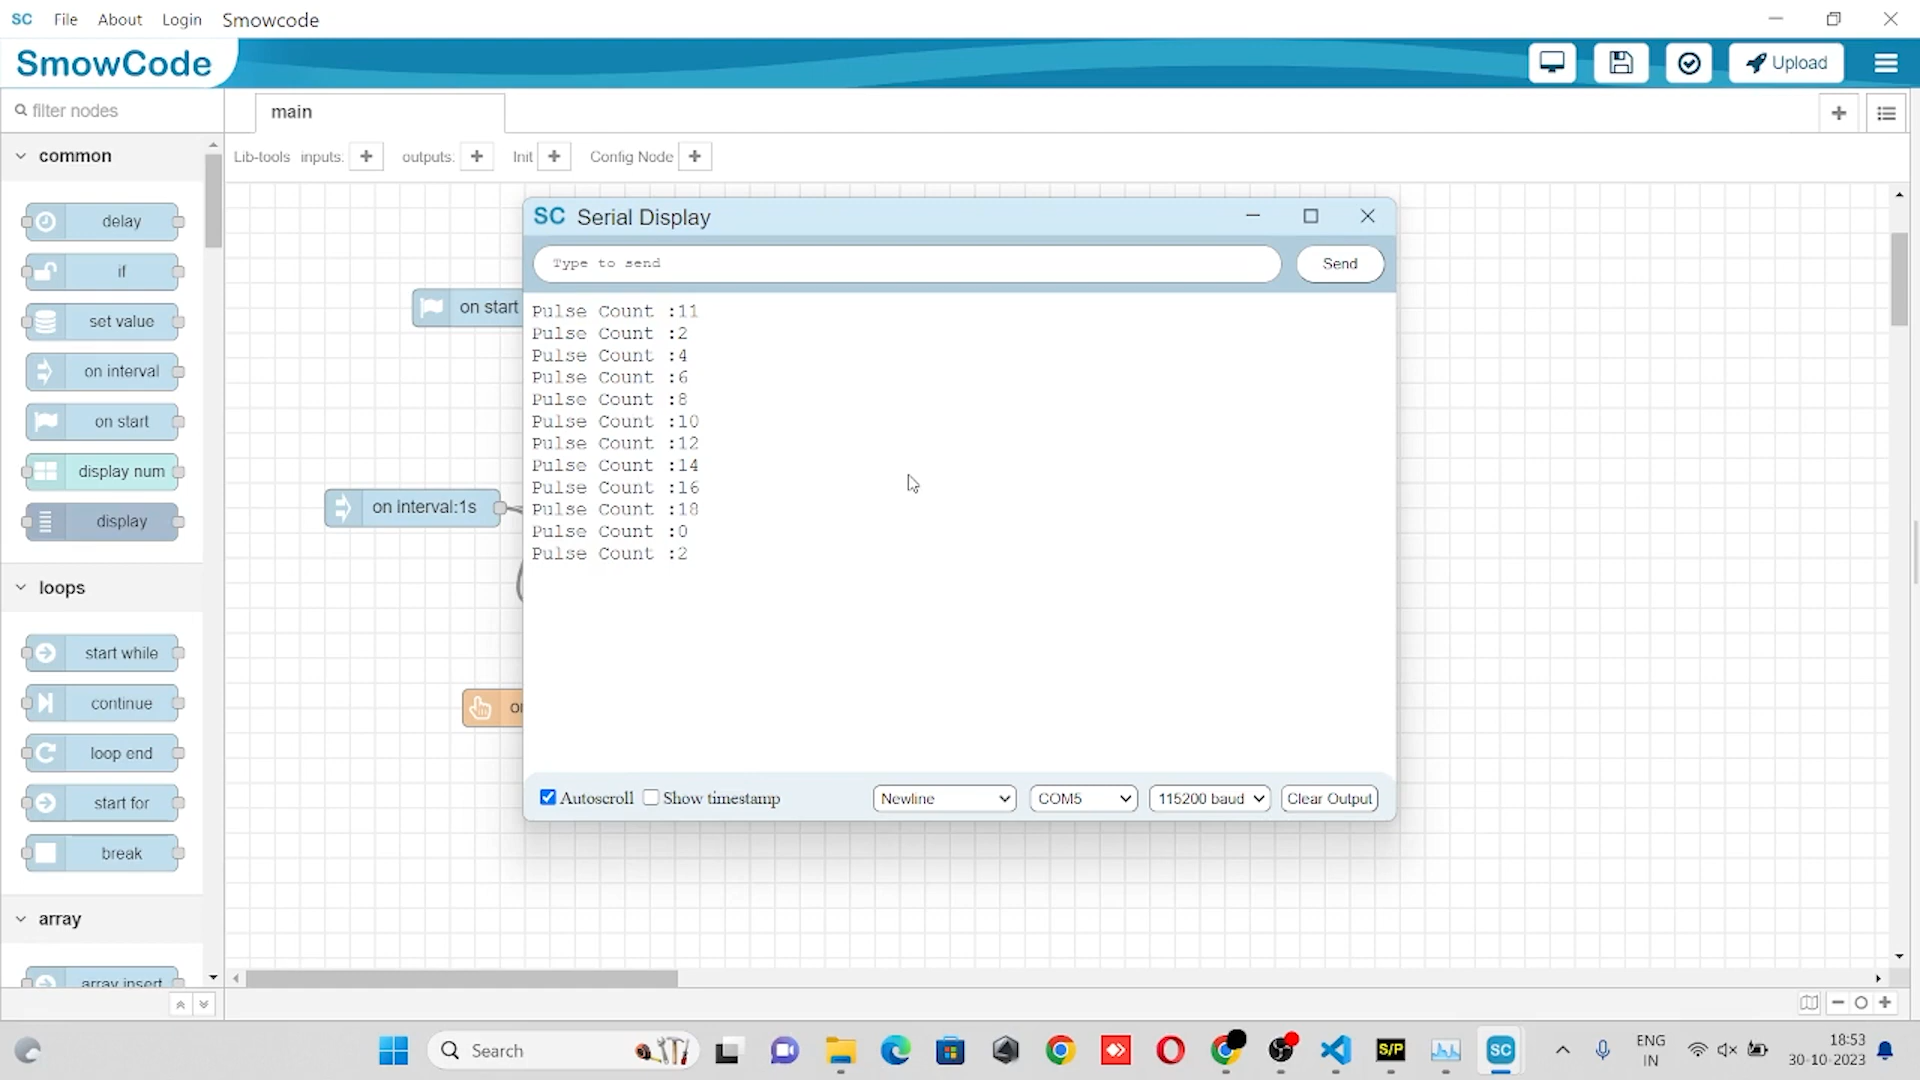 SC File About Login Smowcode
SmowCode
Upload
filter nodes
main
common
Lib-tools inputs: outputs: Init Config Node
delay
if
set value
on interval
on start
display num
display
loops
start while
continue
loop end
start for
break
array
array insert
on start
on interval:1s
SC Serial Display
Type to send
Send
Pulse Count :11
Pulse Count :2
Pulse Count :4
Pulse Count :6
Pulse Count :8
Pulse Count :10
Pulse Count :12
Pulse Count :14
Pulse Count :16
Pulse Count :18
Pulse Count :0
Pulse Count :2
Autoscroll Show timestamp Newline COM5 115200 baud Clear Output
Search
S/P
SC
ENG
IN
18:53
30-10-2023